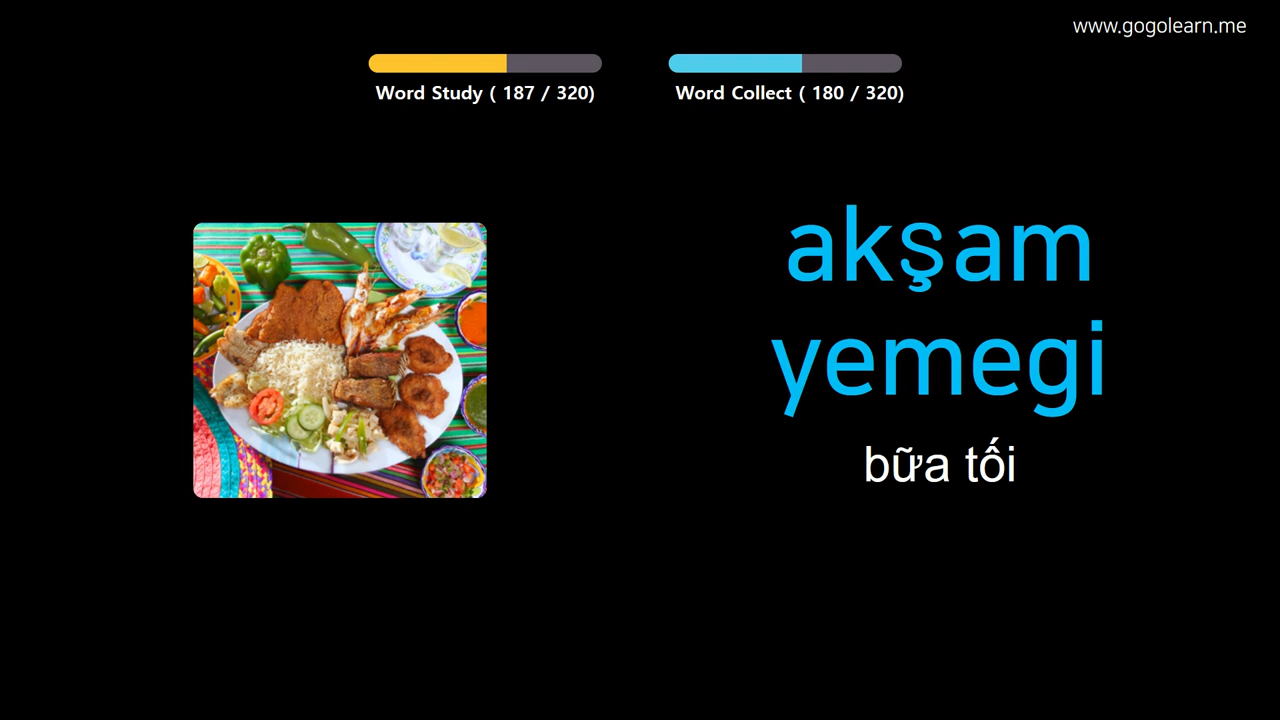 www.gogolearn.me
Word Study ( 187 / 320)
Word Collect ( 180 / 320)
akşam
yemegi
bữa tối